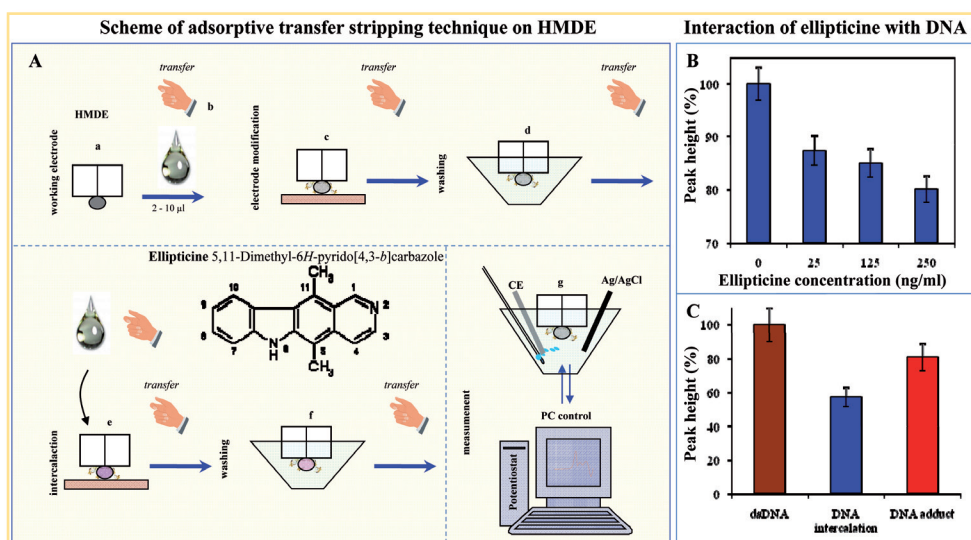 Scheme of adsorptive transfer stripping technique on HMDE
Interaction of ellipticine with DNA
A
transfer
transfer
transfer
HMDE
b
a
c
d
working electrode
2 - 10 µl
electrode modification
washing
Ellipticine 5,11-Dimethyl-6H-pyrido[4,3-b]carbazole
CH3
10
11
1
9
N
2
8
3
7
N
H
6
5
4
CH3
transfer
transfer
e
f
intercalaction
washing
CE
g
Ag/AgCl
measumenent
PC control
Potentiostat
B
Peak height (%)
100
90
80
70
0
25
125
250
Ellipticine concentration (ng/ml)
C
Peak height (%)
100
80
60
40
20
0
dsDNA
DNA
intercalation
DNA adduct